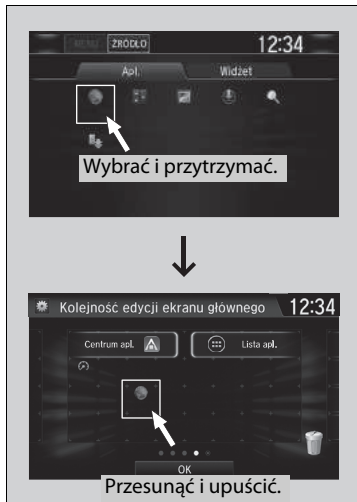 MENU ŹRÓDŁO 12:34
Apl. Widżet
Wybrać i przytrzymać.
Kolejność edycji ekranu głównego 12:34
Centrum apl. Lista apl.
OK
Przesunąć i upuścić.